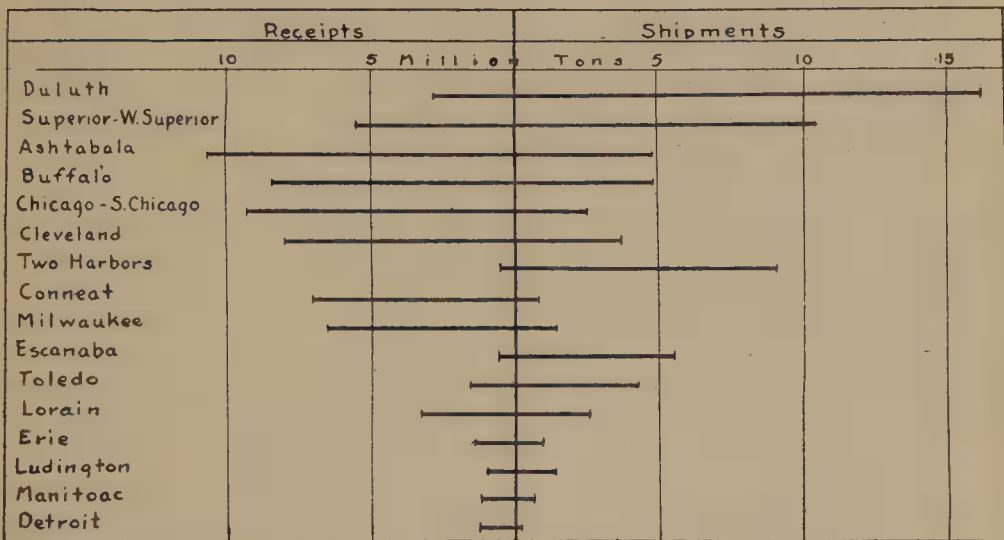 Receipts Shipments
10 5 Million Tons 5 10 15
Duluth
Superior-W.Superior
Ashtabala
Buffalo
Chicago-S.Chicago
Cleveland
Two Harbors
Conneat
Milwaukee
Escanaba
Toledo
Lorain
Erie
Ludington
Manitoac
Detroit